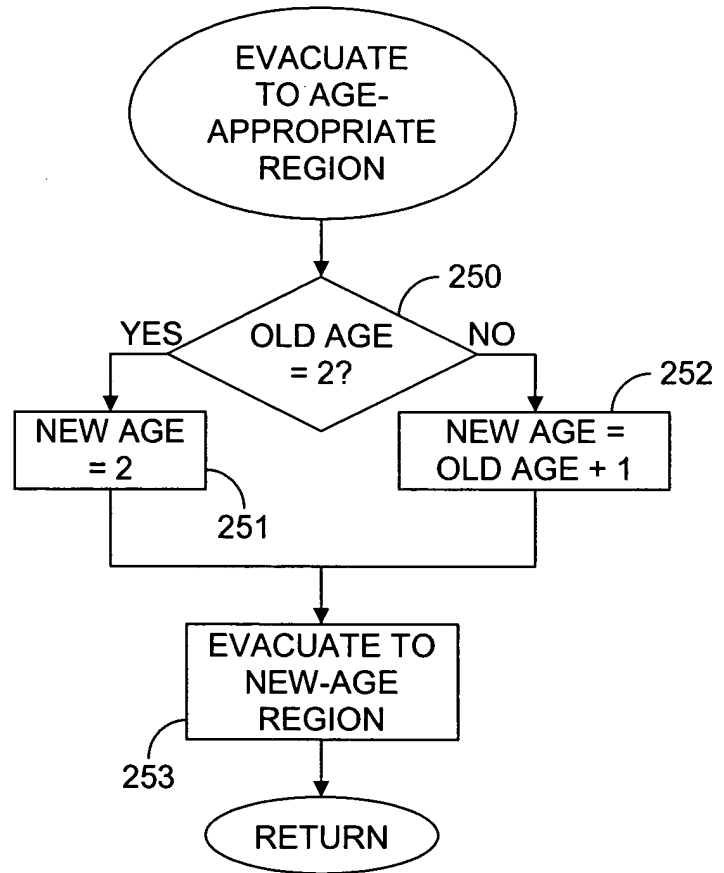 EVACUATE
TO AGE-
APPROPRIATE
REGION
250
YES
OLD AGE
= 2?
NO
252
NEW AGE
= 2
NEW AGE =
OLD AGE + 1
251
EVACUATE TO
NEW-AGE
REGION
253
RETURN